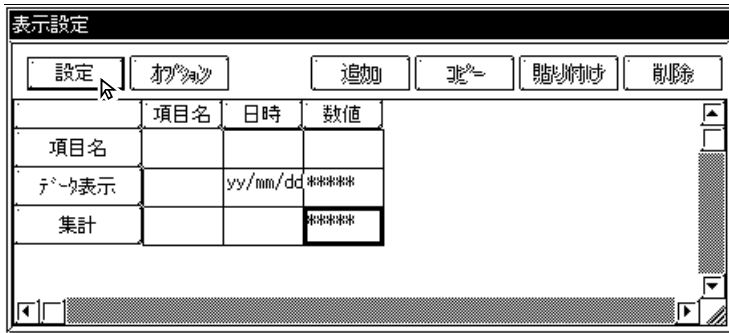 表示設定
設定 ｵﾌﾟｼｮﾝ 追加 ｺﾋﾟｰ 貼り付け 削除
項目名 日時 数値
項目名
ﾃﾞｰﾀ表示 yy/mm/dd *****
集計 *****